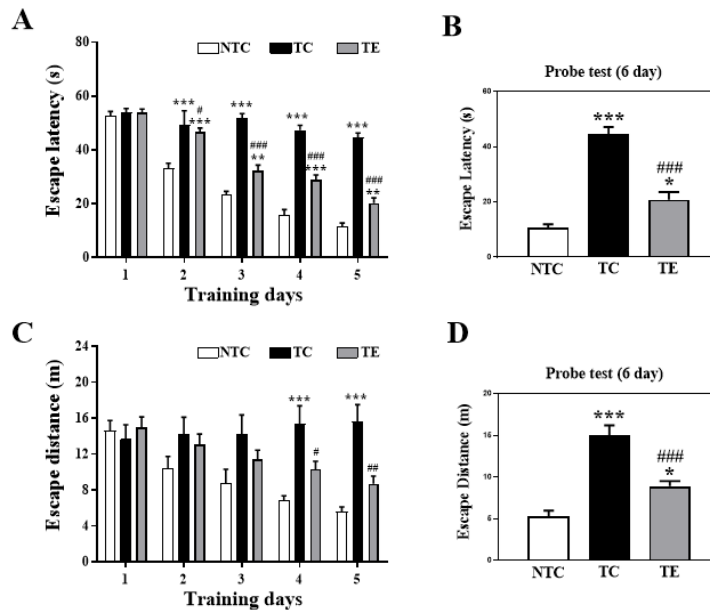 A
NTC TC TE
Escape latency (s)
80
60
40
20
0
***
#
***
***
###
**
***
###
***
***
###
**
1 2 3 4 5
Training days
B
Probe test (6 day)
Escape Latency (s)
60
40
20
0
***
###
*
NTC TC TE
C
NTC TC TE
Escape distance (m)
24
20
16
12
8
4
0
***
#
***
##
1 2 3 4 5
Training days
D
Probe test (6 day)
Escape Distance (m)
20
15
10
5
0
***
###
*
NTC TC TE